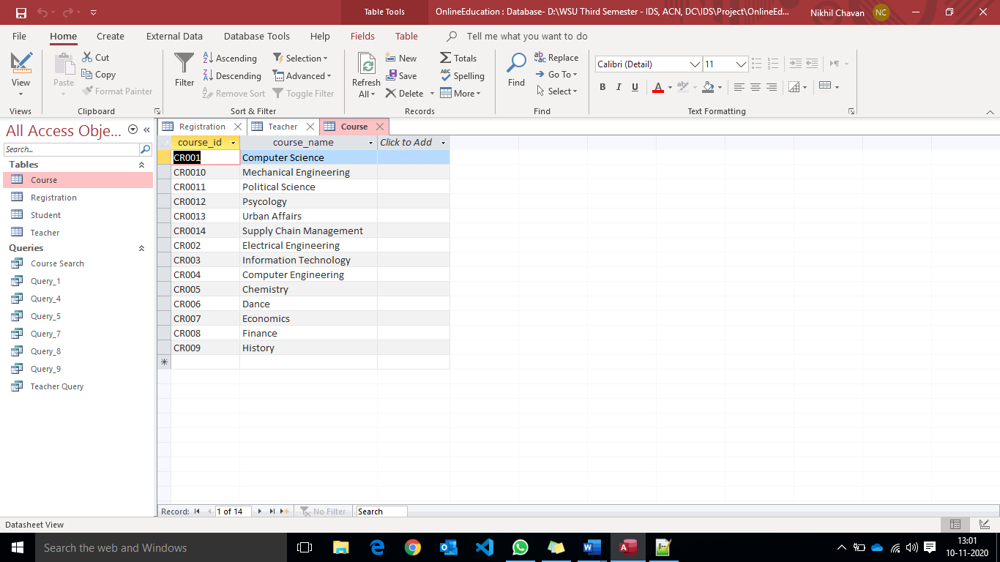 Table Tools
OnlineEducation : Database- D:\WSU Third Semester - IDS, ACN, DC\IDS\Project\OnlineEd...
Nikhil Chavan
NC
File Home Create External Data Database Tools Help Fields Table Tell me what you want to do
View
Views
Paste
Cut
Copy
Format Painter
Clipboard
Filter
Ascending
Descending
Remove Sort
Selection
Advanced
Toggle Filter
Sort & Filter
Refresh
All
New
Save
Delete
Totals
Spelling
More
Records
Find
Replace
Go To
Select
Find
Calibri (Detail) 11
B I U A
Text Formatting
All Access Obje...
Search...
Tables
Course
Registration
Student
Teacher
Queries
Course Search
Query_1
Query_4
Query_5
Query_7
Query_8
Query_9
Teacher Query
Registration Teacher Course
course_id course_name Click to Add
CR001 Computer Science
CR0010 Mechanical Engineering
CR0011 Political Science
CR0012 Psycology
CR0013 Urban Affairs
CR0014 Supply Chain Management
CR002 Electrical Engineering
CR003 Information Technology
CR004 Computer Engineering
CR005 Chemistry
CR006 Dance
CR007 Economics
CR008 Finance
CR009 History
Record: 1 of 14 No Filter Search
Datasheet View
Search the web and Windows
13:01
10-11-2020